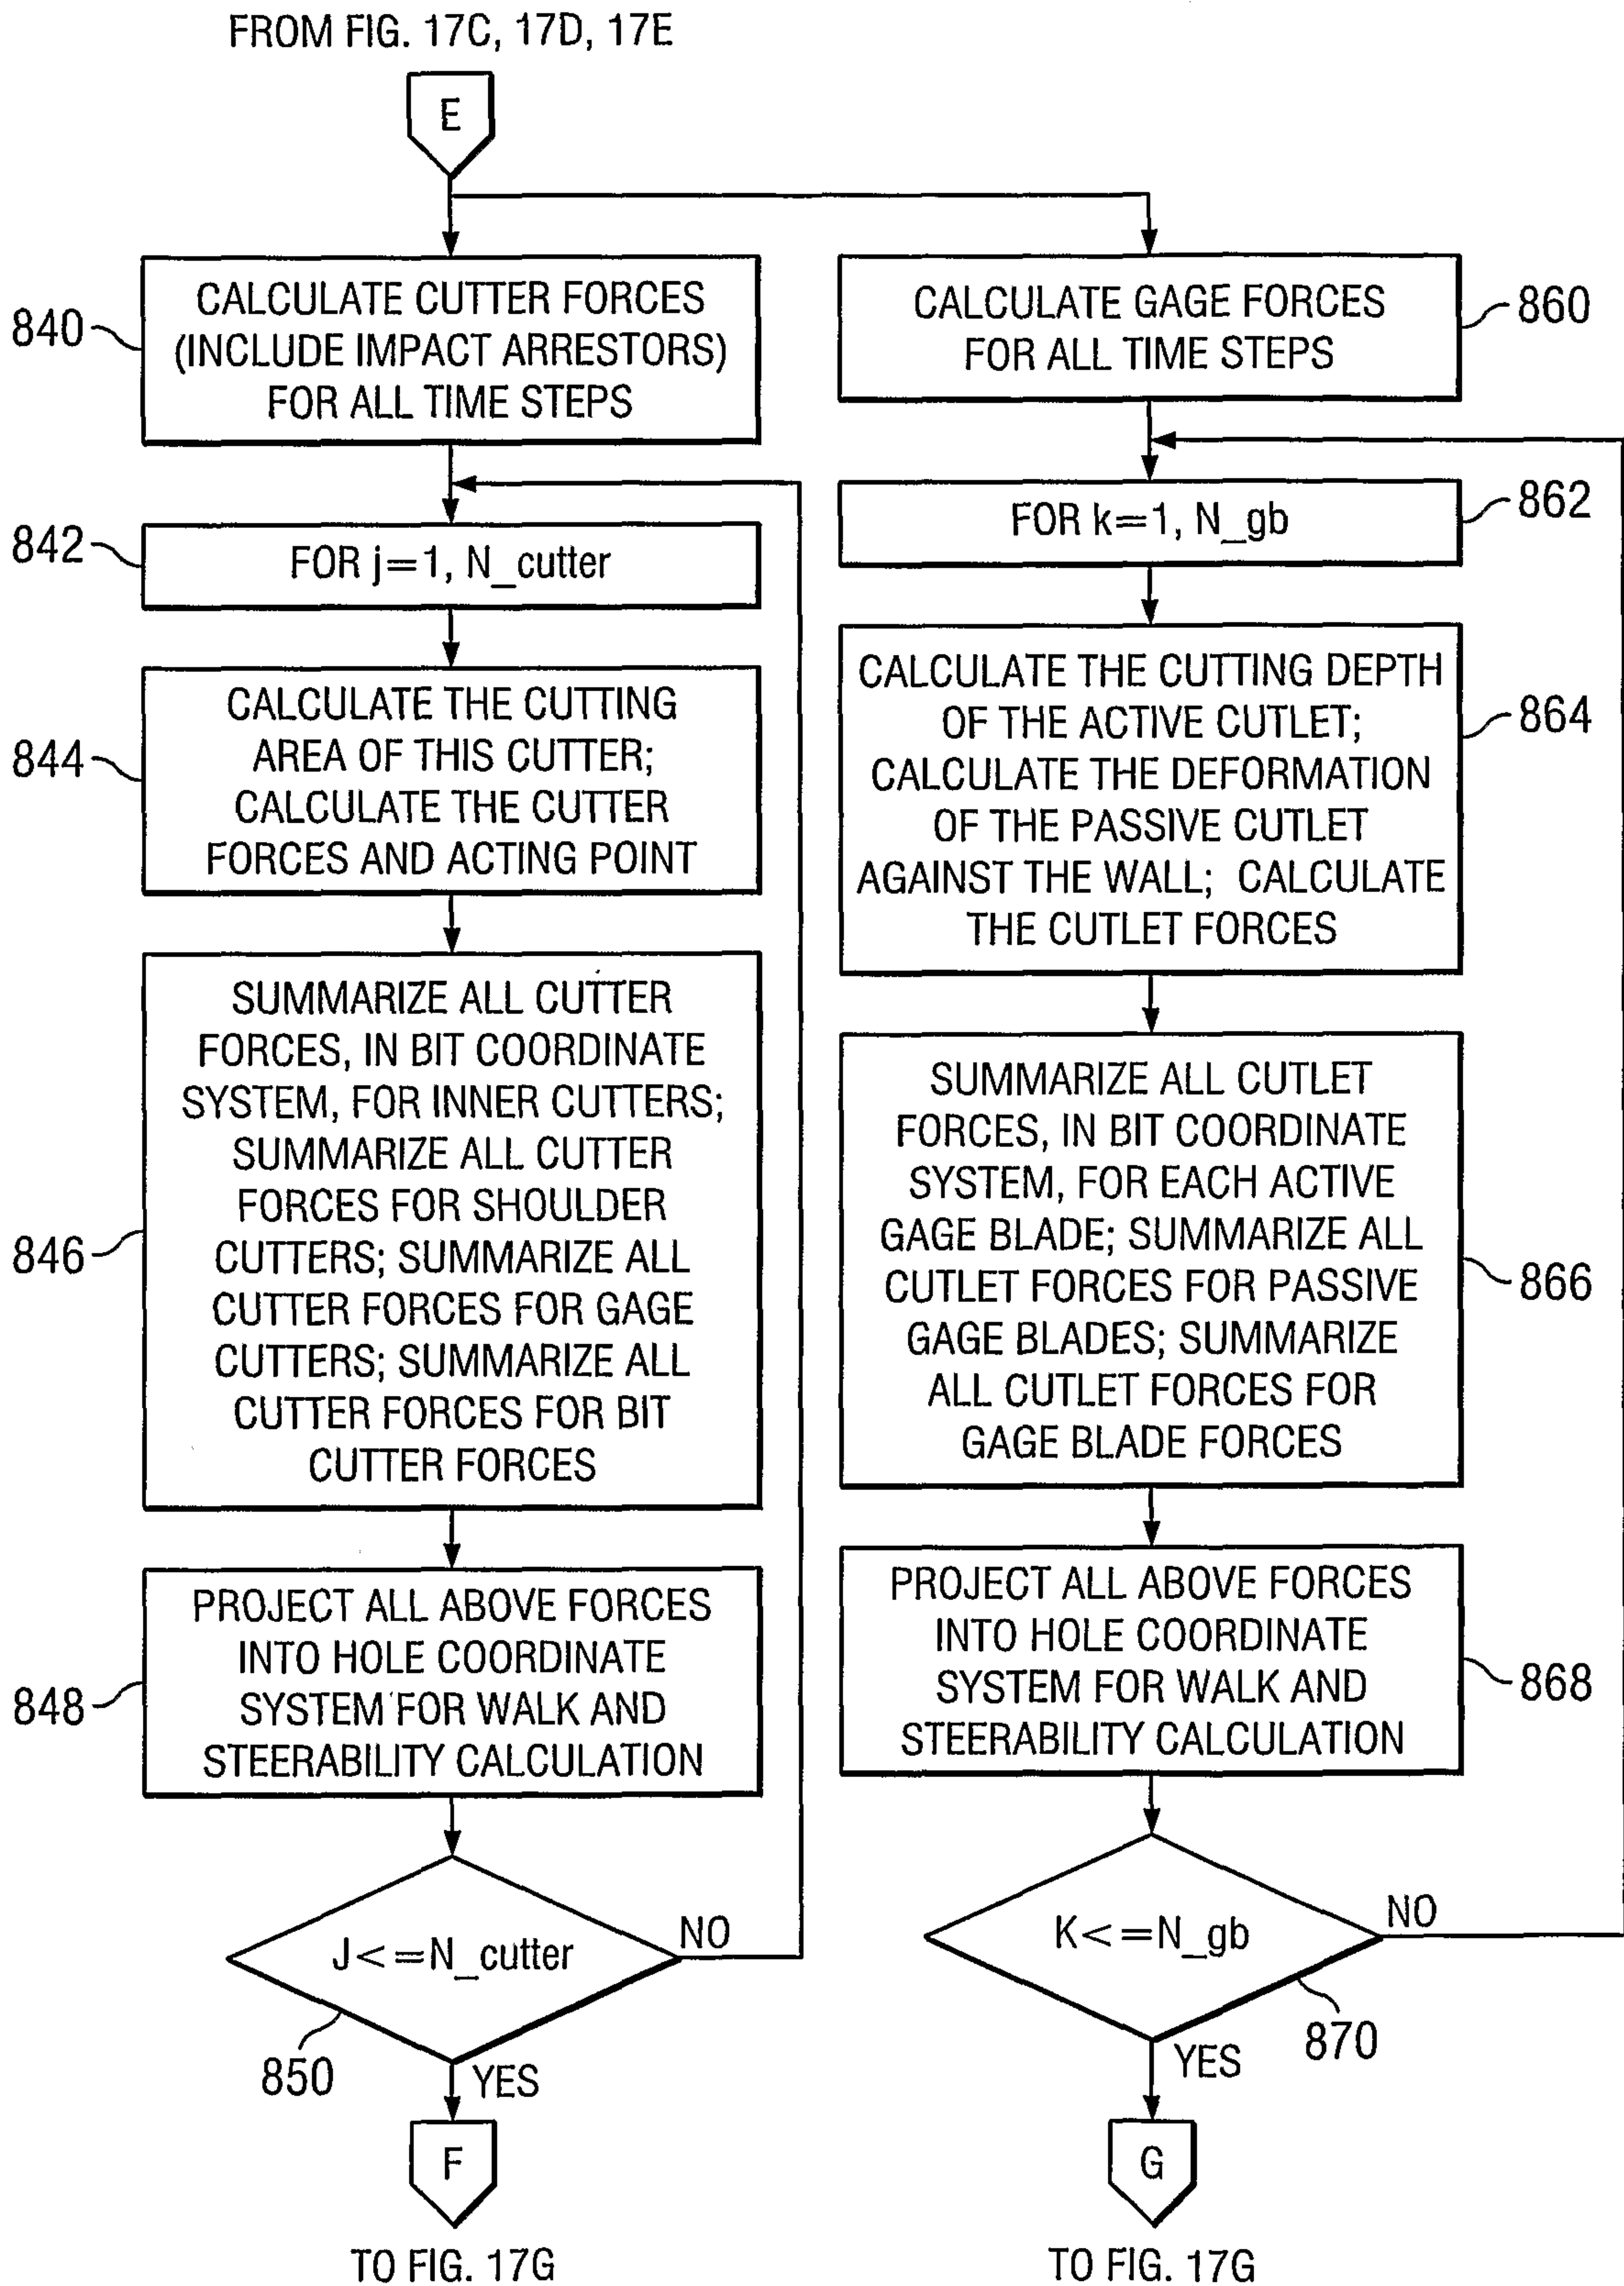 FROM FIG. 17C, 17D, 17E
E
840
CALCULATE CUTTER FORCES
(INCLUDE IMPACT ARRESTORS)
FOR ALL TIME STEPS
842
FOR j=1, N_cutter
844
CALCULATE THE CUTTING
AREA OF THIS CUTTER;
CALCULATE THE CUTTER
FORCES AND ACTING POINT
846
SUMMARIZE ALL CUTTER
FORCES, IN BIT COORDINATE
SYSTEM, FOR INNER CUTTERS;
SUMMARIZE ALL CUTTER
FORCES FOR SHOULDER
CUTTERS; SUMMARIZE ALL
CUTTER FORCES FOR GAGE
CUTTERS; SUMMARIZE ALL
CUTTER FORCES FOR BIT
CUTTER FORCES
848
PROJECT ALL ABOVE FORCES
INTO HOLE COORDINATE
SYSTEM FOR WALK AND
STEERABILITY CALCULATION
J<=N_cutter
NO
850
YES
F
TO FIG. 17G
CALCULATE GAGE FORCES
FOR ALL TIME STEPS
860
FOR k=1, N_gb
862
CALCULATE THE CUTTING DEPTH
OF THE ACTIVE CUTLET;
CALCULATE THE DEFORMATION
OF THE PASSIVE CUTLET
AGAINST THE WALL; CALCULATE
THE CUTLET FORCES
864
SUMMARIZE ALL CUTLET
FORCES, IN BIT COORDINATE
SYSTEM, FOR EACH ACTIVE
GAGE BLADE; SUMMARIZE ALL
CUTLET FORCES FOR PASSIVE
GAGE BLADES; SUMMARIZE
ALL CUTLET FORCES FOR
GAGE BLADE FORCES
866
PROJECT ALL ABOVE FORCES
INTO HOLE COORDINATE
SYSTEM FOR WALK AND
STEERABILITY CALCULATION
868
K<=N_gb
NO
870
YES
G
TO FIG. 17G